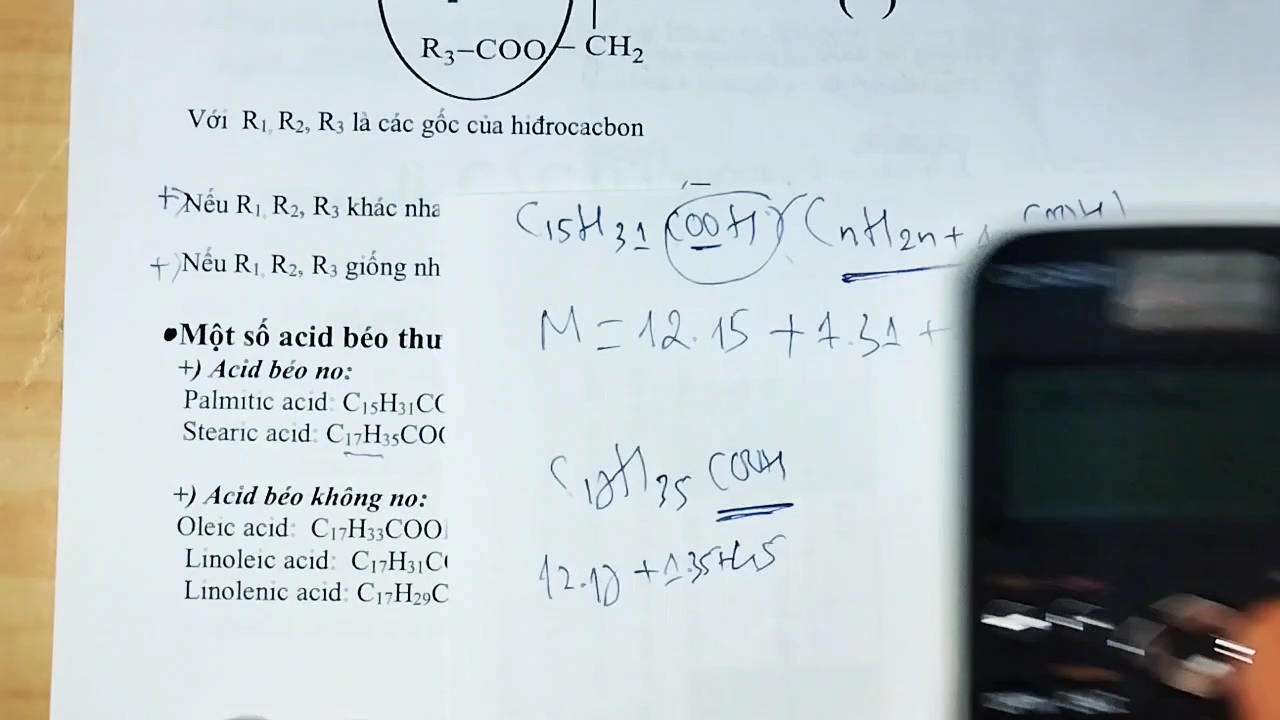 R₃–COO – CH₂
Với R₁, R₂, R₃ là các gốc của hiđrocacbon
+) Nếu R₁ R₂, R₃ khác nha
+) Nếu R₁ R₂, R₃ giống nh
C₁₅H₃₁ COOH (CnH2n+1
M = 12.15 + 1.31 +
•Một số acid béo thư
+) Acid béo no:
Palmitic acid: C₁₅H₃₁CO
Stearic acid: C₁₇H₃₅COO
C₁₇H₃₅ COOH
+) Acid béo không no:
Oleic acid: C₁₇H₃₃COO
Linoleic acid: C₁₇H₃₁C
Linolenic acid: C₁₇H₂₉C
12.17 + 1.35+45